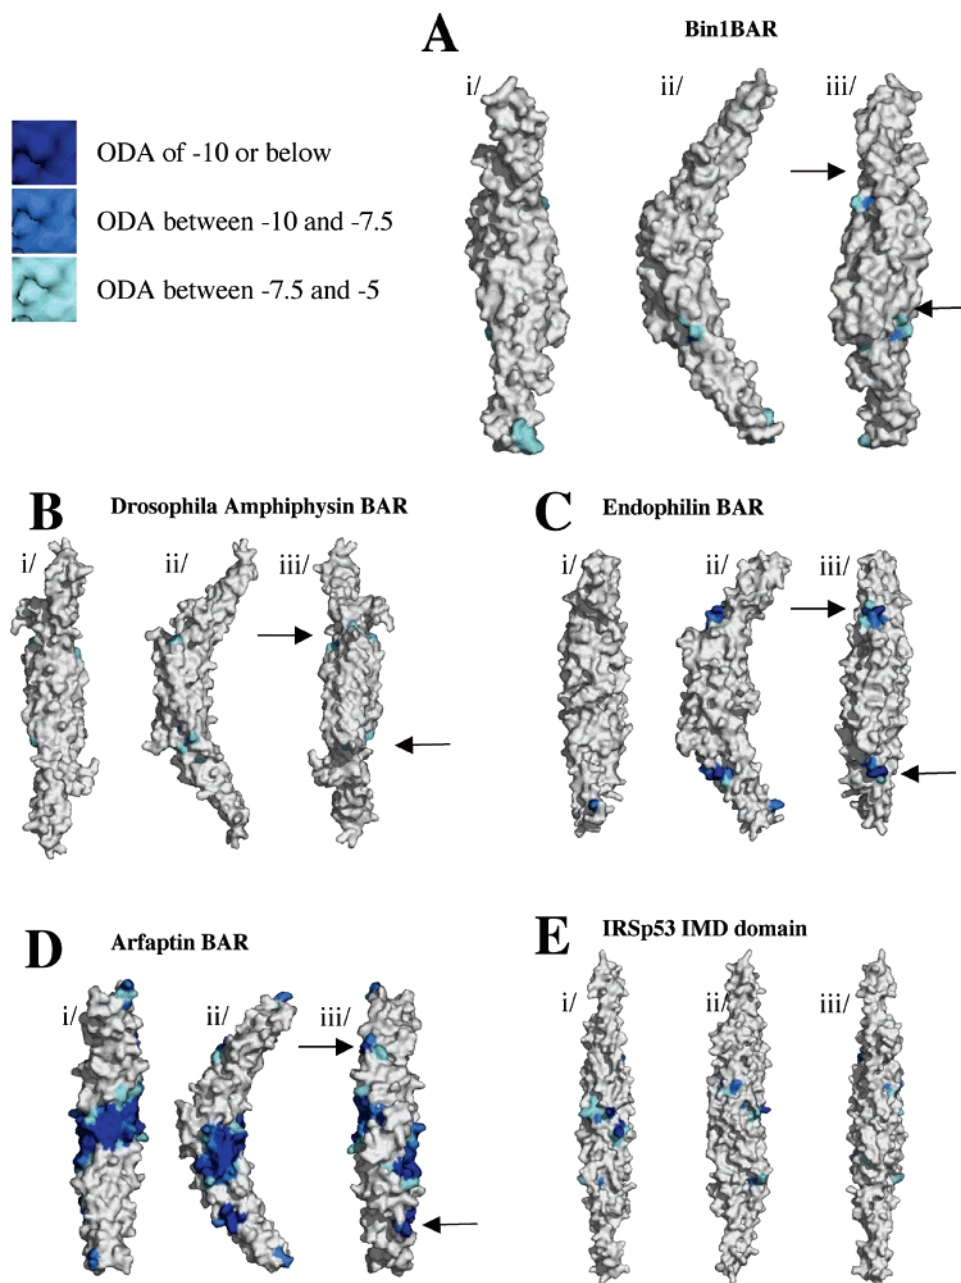 A
Bin1BAR
i/
ii/
iii/
ODA of -10 or below
ODA between -10 and -7.5
ODA between -7.5 and -5
B
Drosophila Amphiphysin BAR
i/
ii/
iii/
C
Endophilin BAR
i/
ii/
iii/
D
Arfaptin BAR
i/
ii/
iii/
E
IRSp53 IMD domain
i/
ii/
iii/